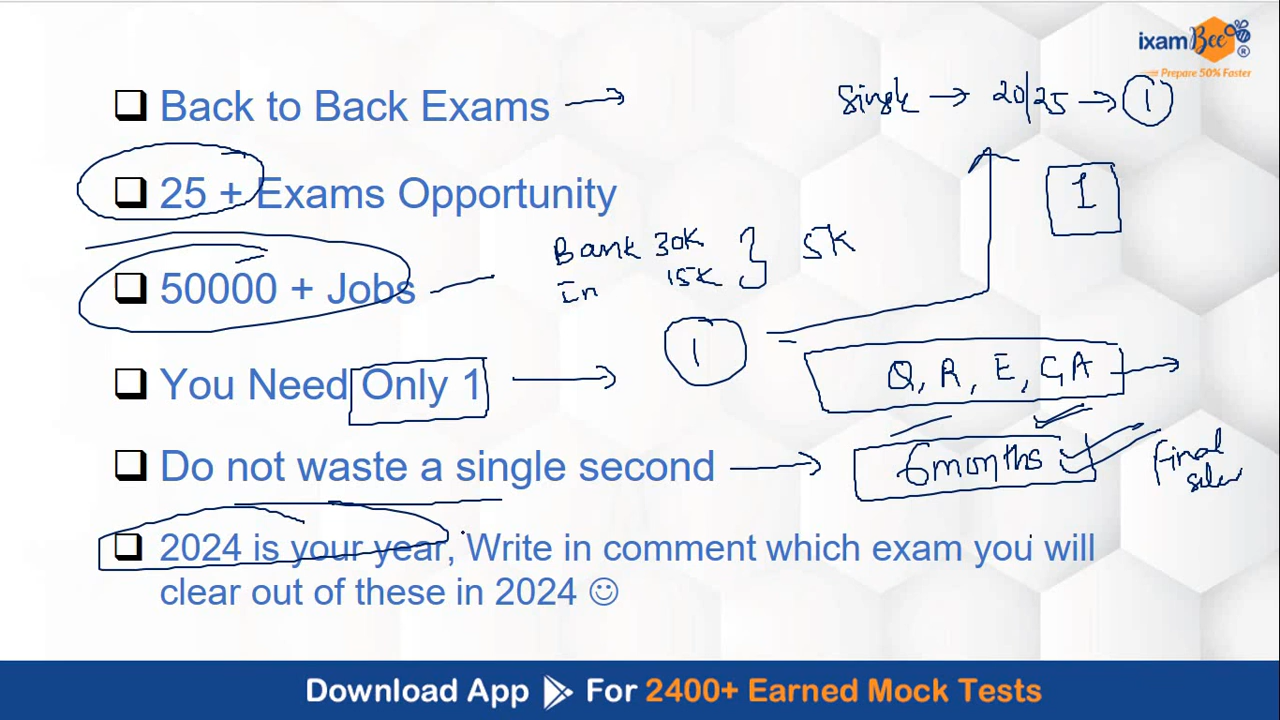 ixamBee
Prepare 50% Faster
Back to Back Exams
Single → 20/25 → 1
25 + Exams Opportunity
1
Bank 30K
In 15K
5K
50000 + Jobs
You Need Only 1
1
Q, R, E, GA
Do not waste a single second
6 months
Final
2024 is your year, Write in comment which exam you will
clear out of these in 2024 ☺
Download App For 2400+ Earned Mock Tests